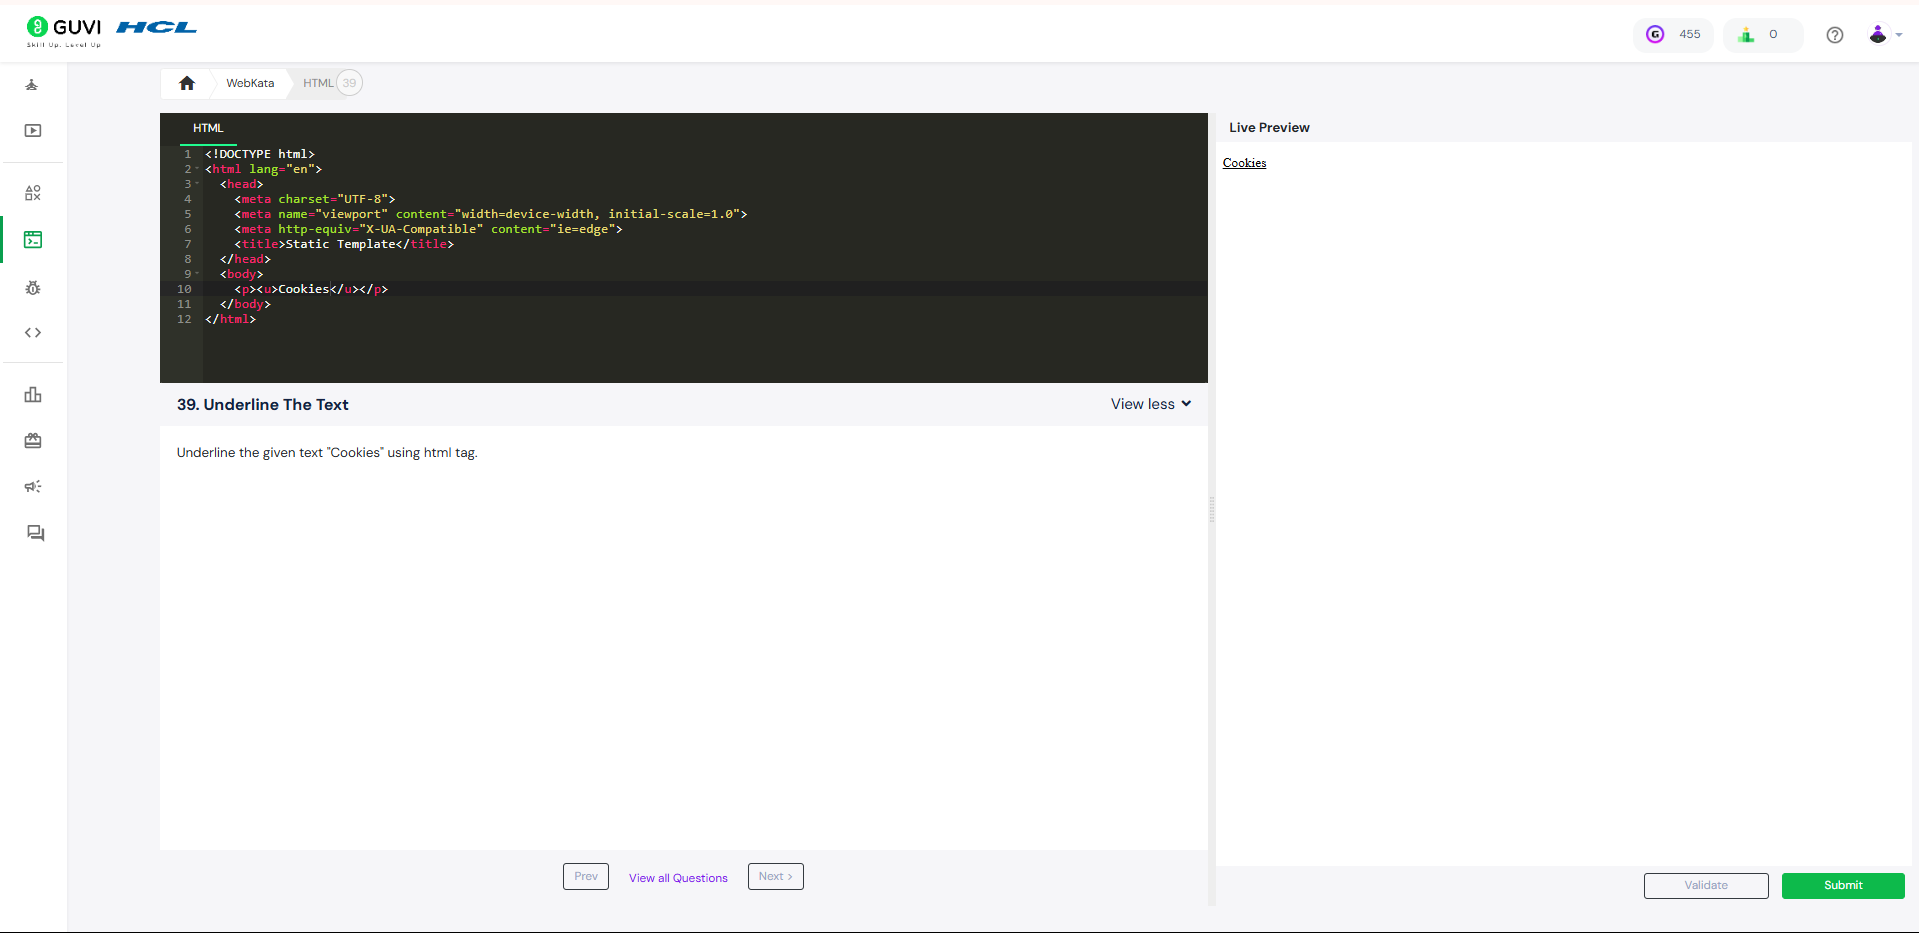 GUVI HCL
Skill Up. Level Up
455
0
WebKata
HTML 39
HTML
Live Preview
1 <!DOCTYPE html>
2 <html lang="en">
3 <head>
4 <meta charset="UTF-8">
5 <meta name="viewport" content="width=device-width, initial-scale=1.0">
6 <meta http-equiv="X-UA-Compatible" content="ie=edge">
7 <title>Static Template</title>
8 </head>
9 <body>
10 <p><u>Cookies</u></p>
11 </body>
12 </html>
Cookies
39. Underline The Text
View less
Underline the given text "Cookies" using html tag.
Prev
View all Questions
Next >
Validate
Submit